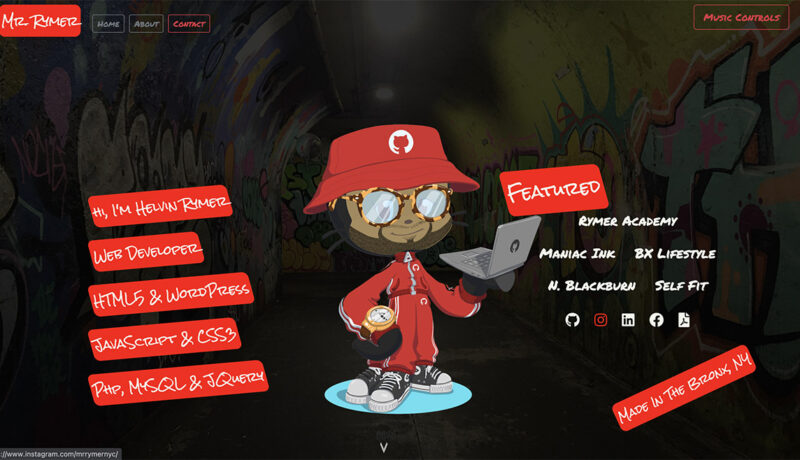 Mr. Rymer
Home
About
Contact
Music Controls
Hi, I'm Helvin Rymer
Web Developer
HTML5 & WordPress
JavaScript & CSS3
Php, MySQL & JQuery
Featured
Rymer Academy
Maniac Ink BX Lifestyle
N. Blackburn Self Fit
Made In The Bronx, NY
://www.instagram.com/mrrymernyc/